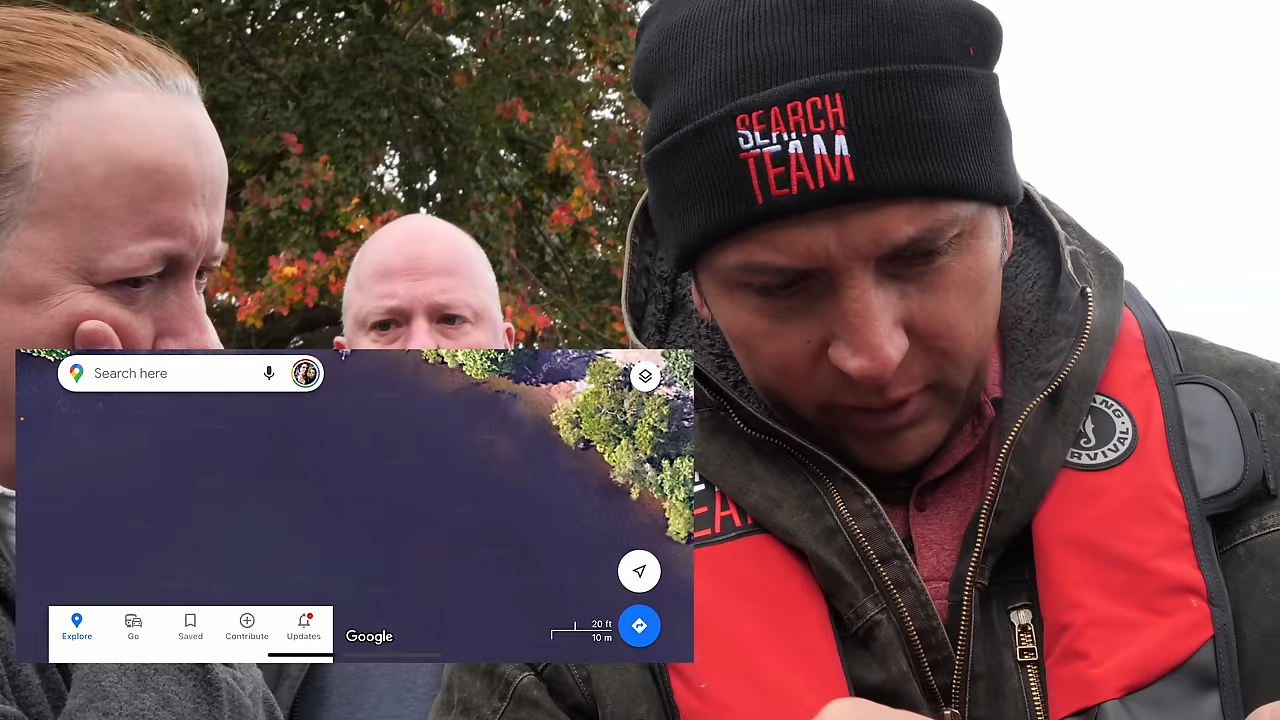 SEARCH
TEAM
Search here
Explore
Go
Saved
Contribute
Updates
Google
20 ft
10 m